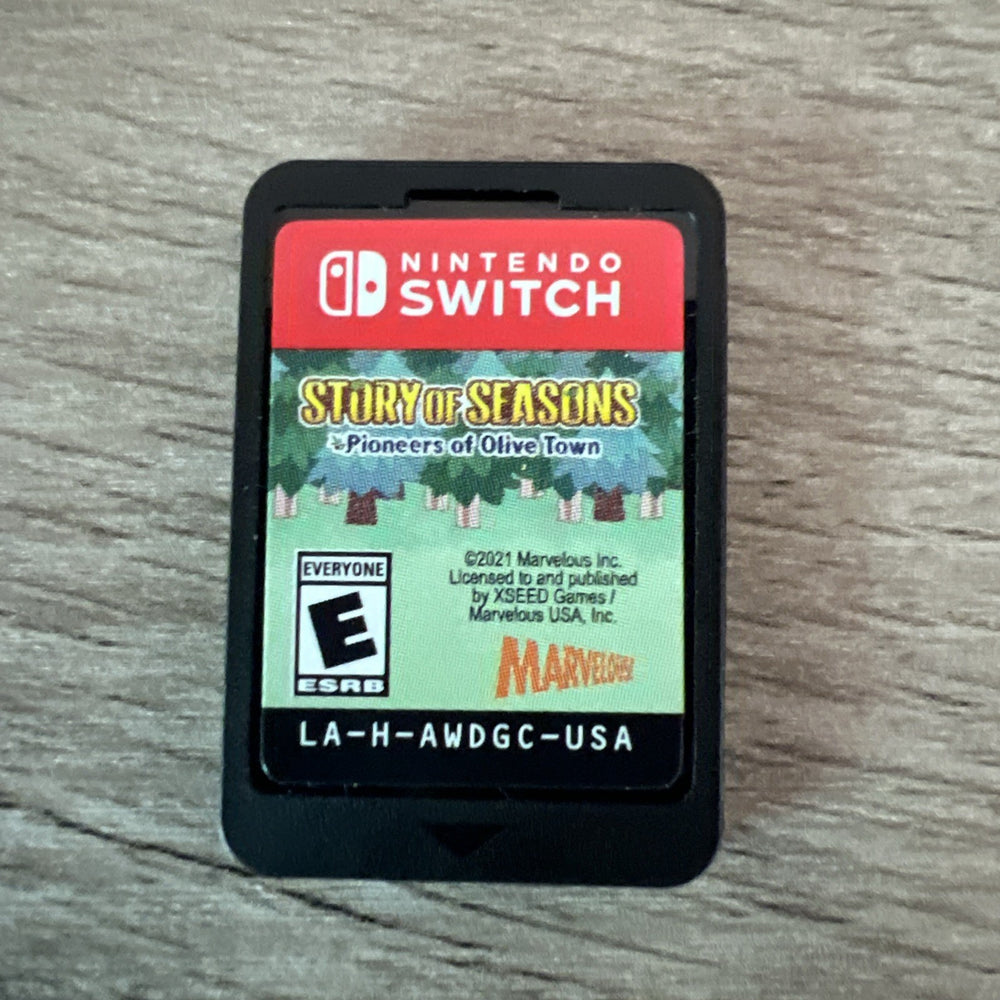 NINTENDO
SWITCH
STORY OF SEASONS
Pioneers of Olive Town
EVERYONE
E
ESRB
©2021 Marvelous Inc.
Licensed to and published
by XSEED Games /
Marvelous USA, Inc.
MARVELOUS!
LA-H-AWDGC-USA